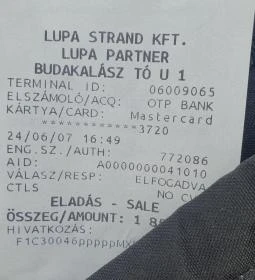 LUPA STRAND KFT.
LUPA PARTNER
BUDAKALÁSZ TÓ U 1
TERMINAL ID: 06009065
ELSZÁMOLÓ/ACQ: OTP BANK
KÁRTYA/CARD: Mastercard
************3720
24/06/07 16:49
ENG.SZ./AUTH: 772086
AID: A0000000041010
VÁLASZ/RESP: ELFOGADVA
CTLS NO
ELADÁS - SALE
ÖSSZEG/AMOUNT: 1
HIVATKOZÁS: